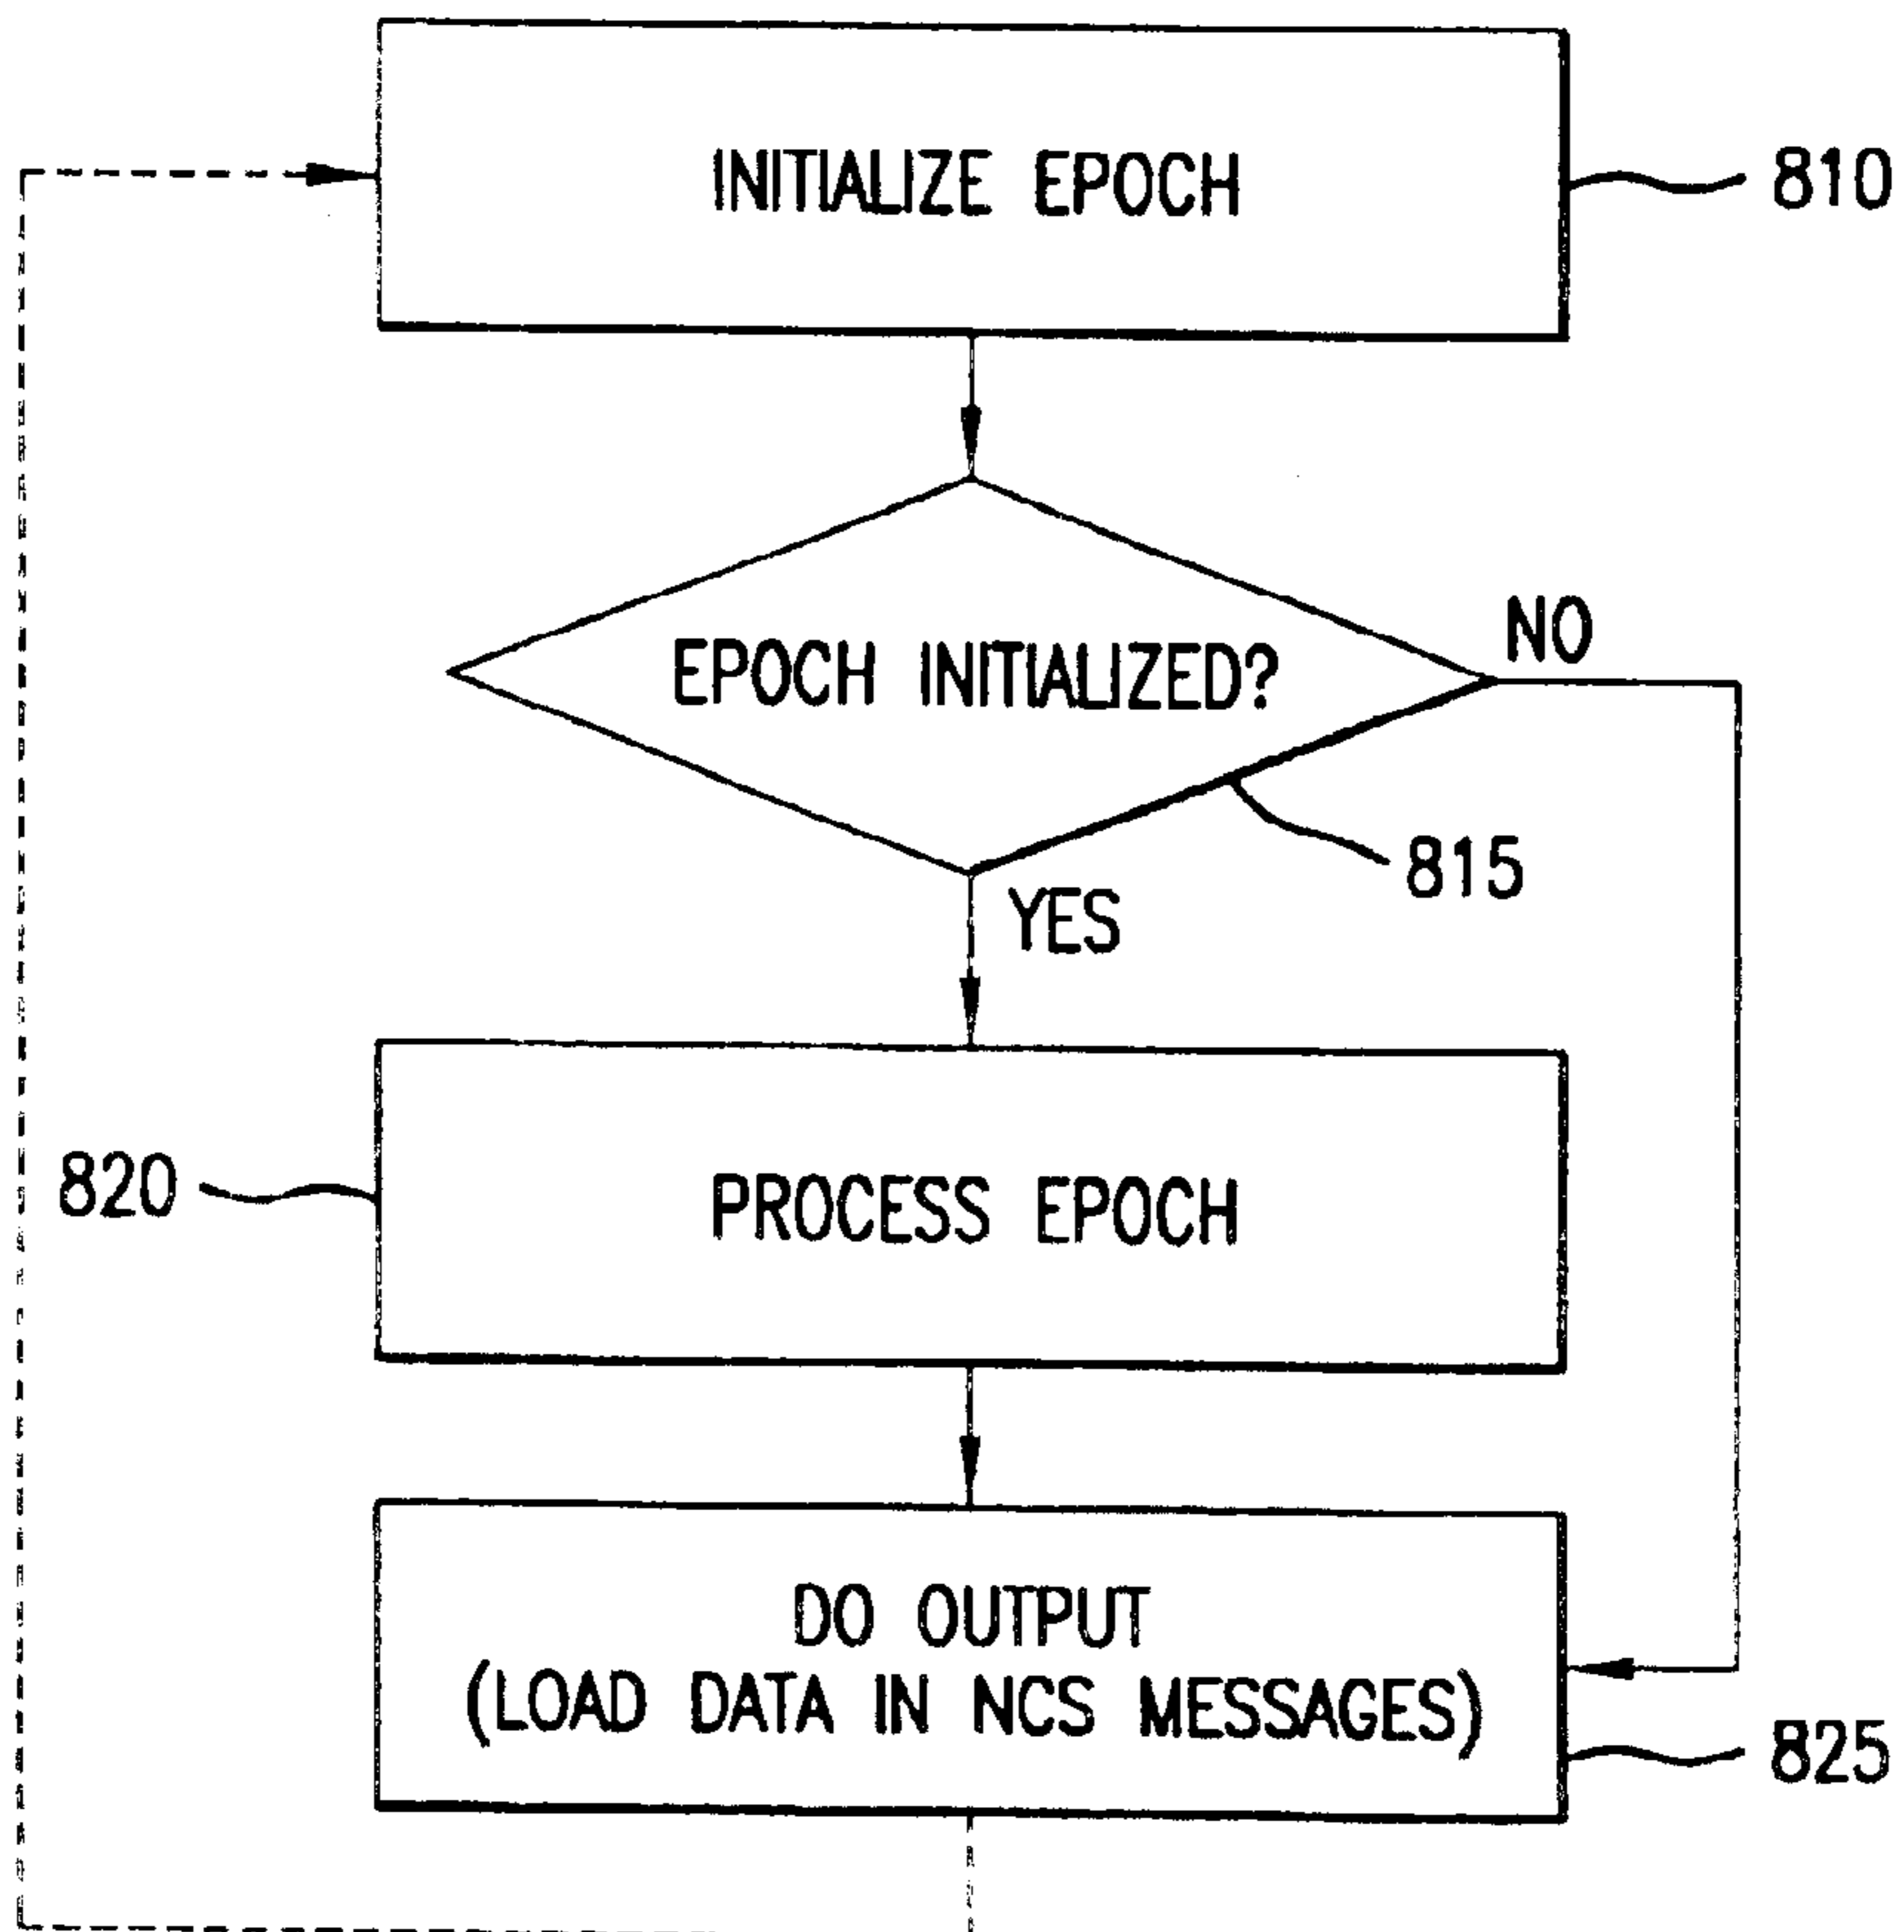 INITIALIZE EPOCH
810
EPOCH INITIALIZED?
NO
815
YES
820
PROCESS EPOCH
DO OUTPUT
(LOAD DATA IN NCS MESSAGES)
825